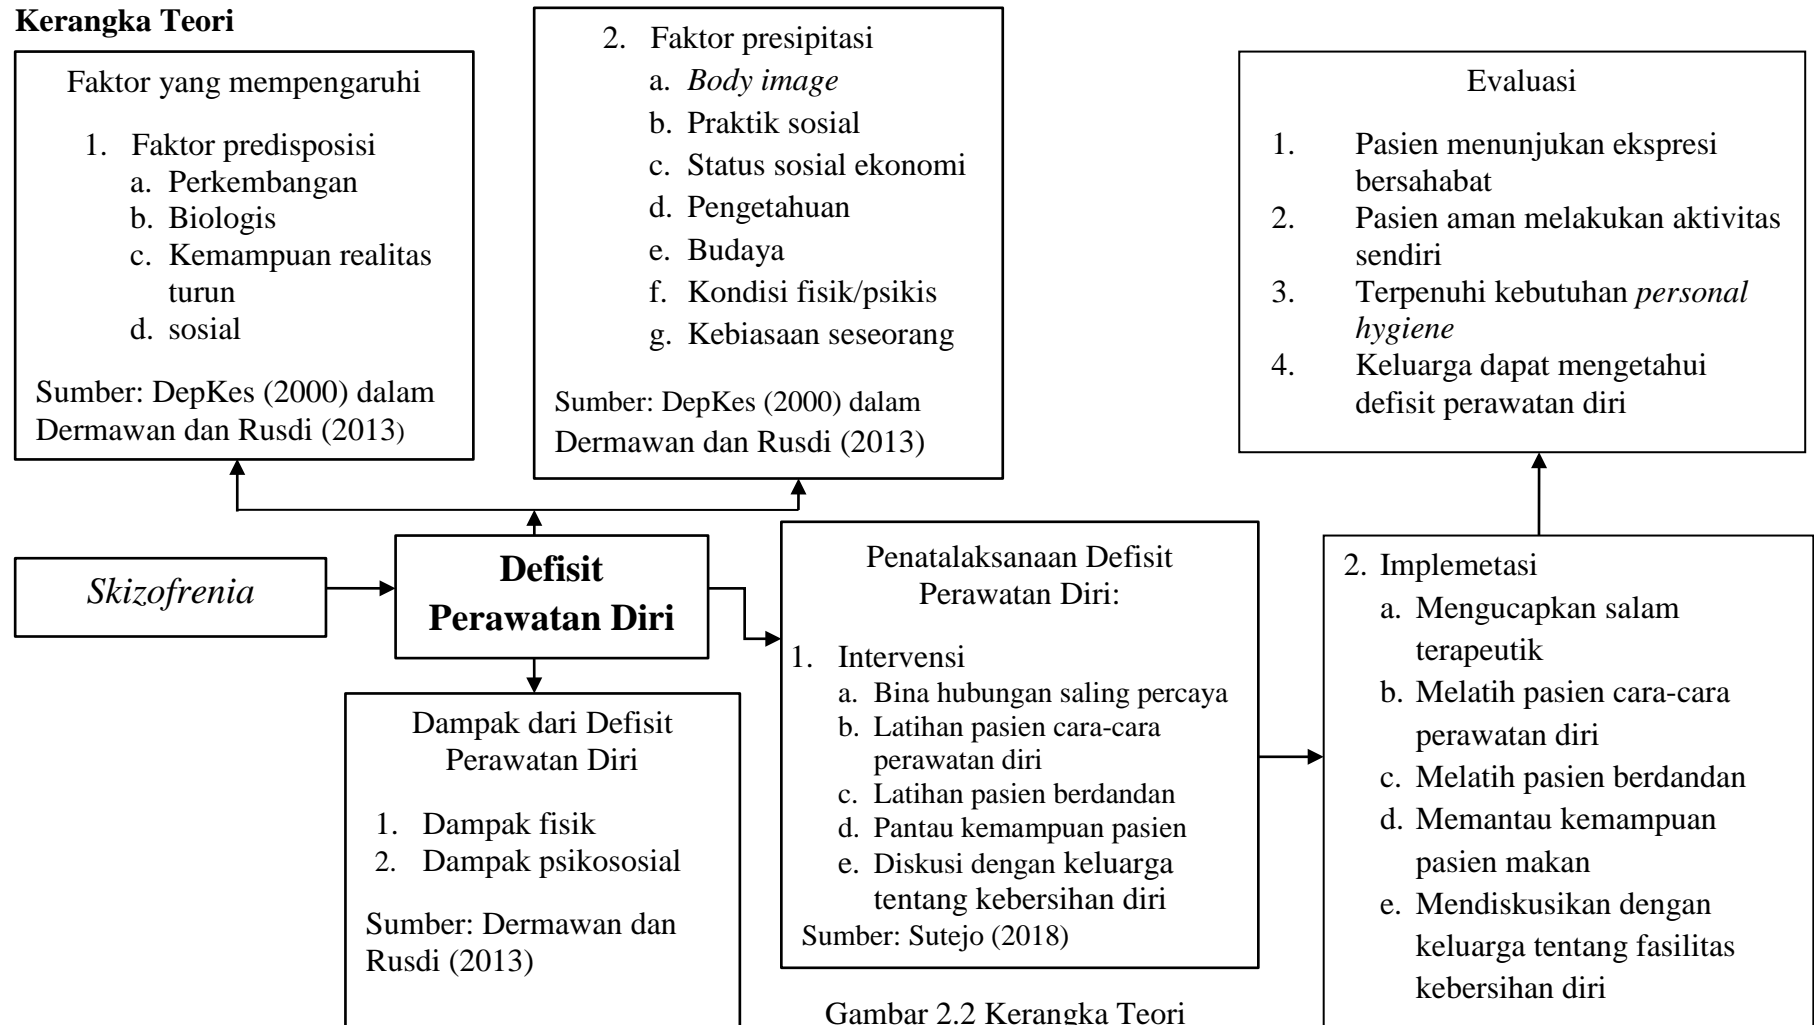 Kerangka Teori
Faktor yang mempengaruhi
1. Faktor predisposisi
a. Perkembangan
b. Biologis
c. Kemampuan realitas
turun
d. sosial
Sumber: DepKes (2000) dalam
Dermawan dan Rusdi (2013)
2. Faktor presipitasi
a. Body image
b. Praktik sosial
c. Status sosial ekonomi
d. Pengetahuan
e. Budaya
f. Kondisi fisik/psikis
g. Kebiasaan seseorang
Sumber: DepKes (2000) dalam
Dermawan dan Rusdi (2013)
Evaluasi
1. Pasien menunjukan ekspresi
bersahabat
2. Pasien aman melakukan aktivitas
sendiri
3. Terpenuhi kebutuhan personal
hygiene
4. Keluarga dapat mengetahui
defisit perawatan diri
Skizofrenia
Defisit
Perawatan Diri
Dampak dari Defisit
Perawatan Diri
1. Dampak fisik
2. Dampak psikososial
Sumber: Dermawan dan
Rusdi (2013)
Penatalaksanaan Defisit
Perawatan Diri:
1. Intervensi
a. Bina hubungan saling percaya
b. Latihan pasien cara-cara
perawatan diri
c. Latihan pasien berdandan
d. Pantau kemampuan pasien
e. Diskusi dengan keluarga
tentang kebersihan diri
Sumber: Sutejo (2018)
2. Implemetasi
a. Mengucapkan salam
terapeutik
b. Melatih pasien cara-cara
perawatan diri
c. Melatih pasien berdandan
d. Memantau kemampuan
pasien makan
e. Mendiskusikan dengan
keluarga tentang fasilitas
kebersihan diri
Gambar 2.2 Kerangka Teori